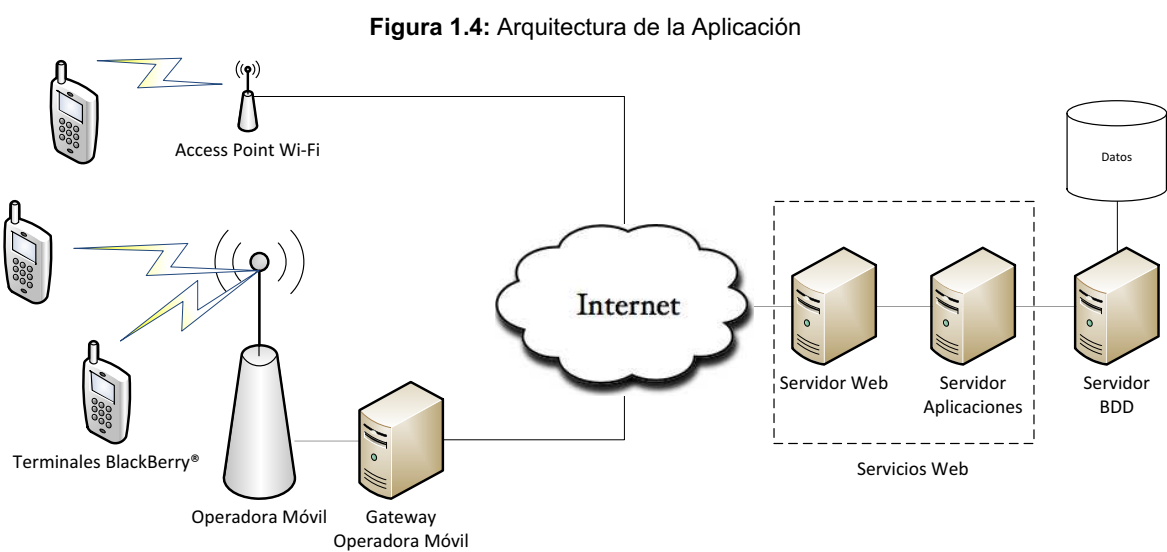 Figura 1.4: Arquitectura de la Aplicación
Access Point Wi-Fi
Datos
Internet
Servidor Web
Servidor
Aplicaciones
Servidor
BDD
Terminales BlackBerry®
Servicios Web
Operadora Móvil
Gateway
Operadora Móvil